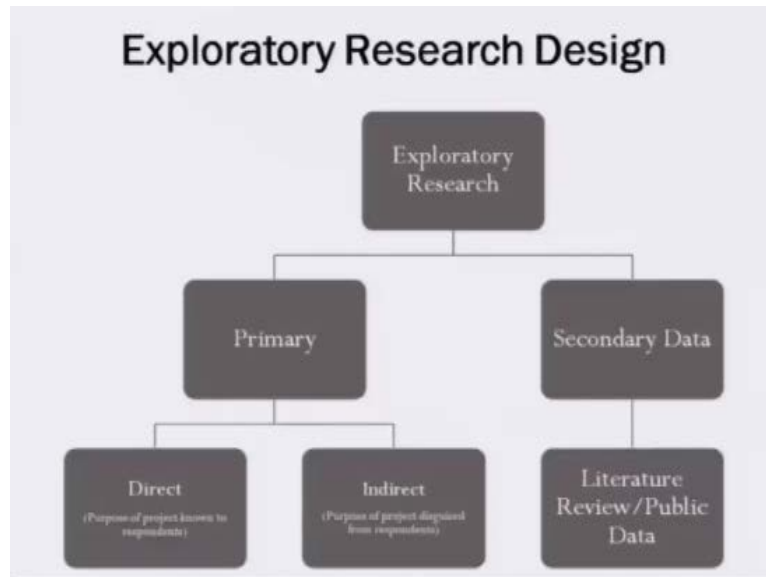 Exploratory Research Design
Exploratory
Research
Primary
Secondary Data
Direct
(Purpose of project known to
respondents)
Indirect
(Purpose of project disguised
from respondents)
Literature
Review/Public
Data